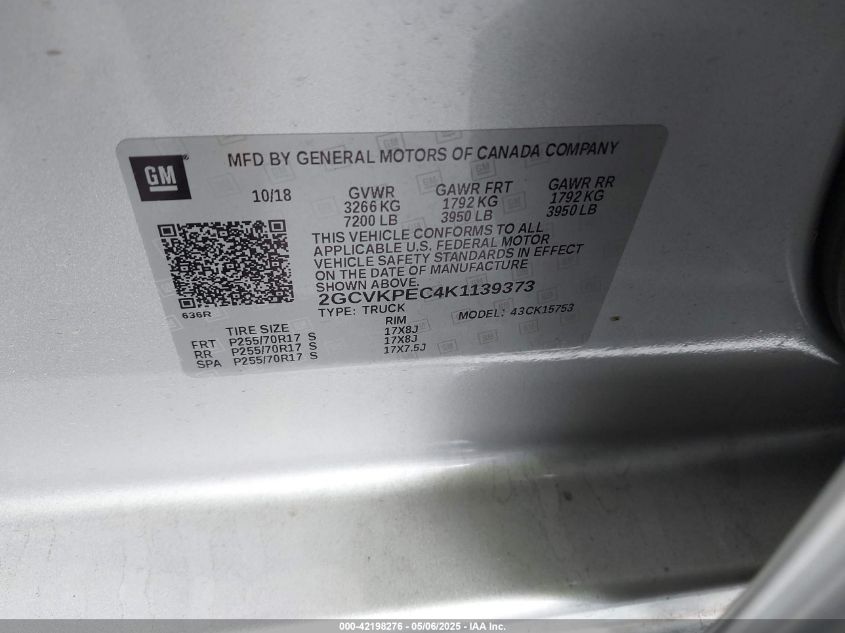 GM
MFD BY GENERAL MOTORS OF CANADA COMPANY
10/18 GVWR GAWR FRT GAWR RR
3266 KG 1792 KG 1792 KG
7200 LB 3950 LB 3950 LB
THIS VEHICLE CONFORMS TO ALL
APPLICABLE U.S. FEDERAL MOTOR
VEHICLE SAFETY STANDARDS IN EFFECT
ON THE DATE OF MANUFACTURE
SHOWN ABOVE.
2GCVKPEC4K1139373
636R
TYPE: TRUCK MODEL: 43CK15753
TIRE SIZE RIM
FRT P255/70R17 S 17X8J
RR P255/70R17 S 17X8J
SPA P255/70R17 S 17X7.5J
000-42198276 - 05/06/2025 - IAA Inc.